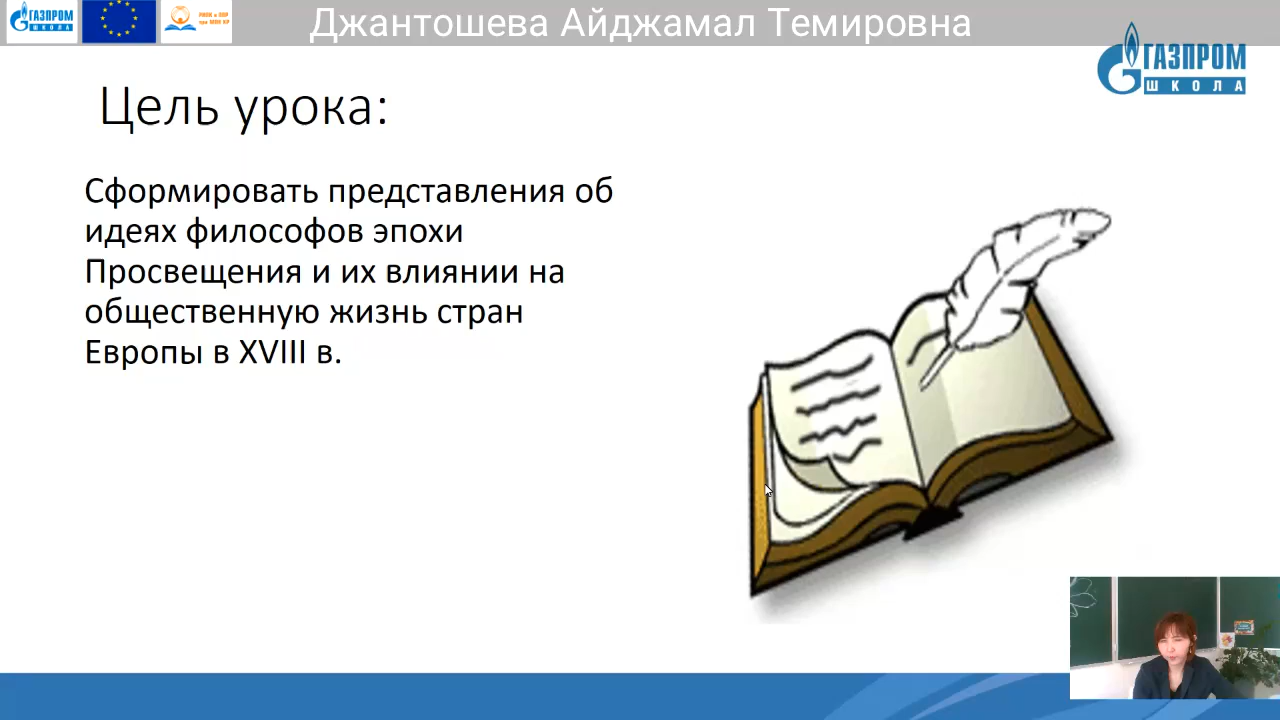 ГАЗПРОМ
ШКОЛА
Джантошева Айджамал Темировна
ГАЗПРОМ
ШКОЛА
Цель урока:
Сформировать представления об
идеях философов эпохи
Просвещения и их влиянии на
общественную жизнь стран
Европы в XVIII в.